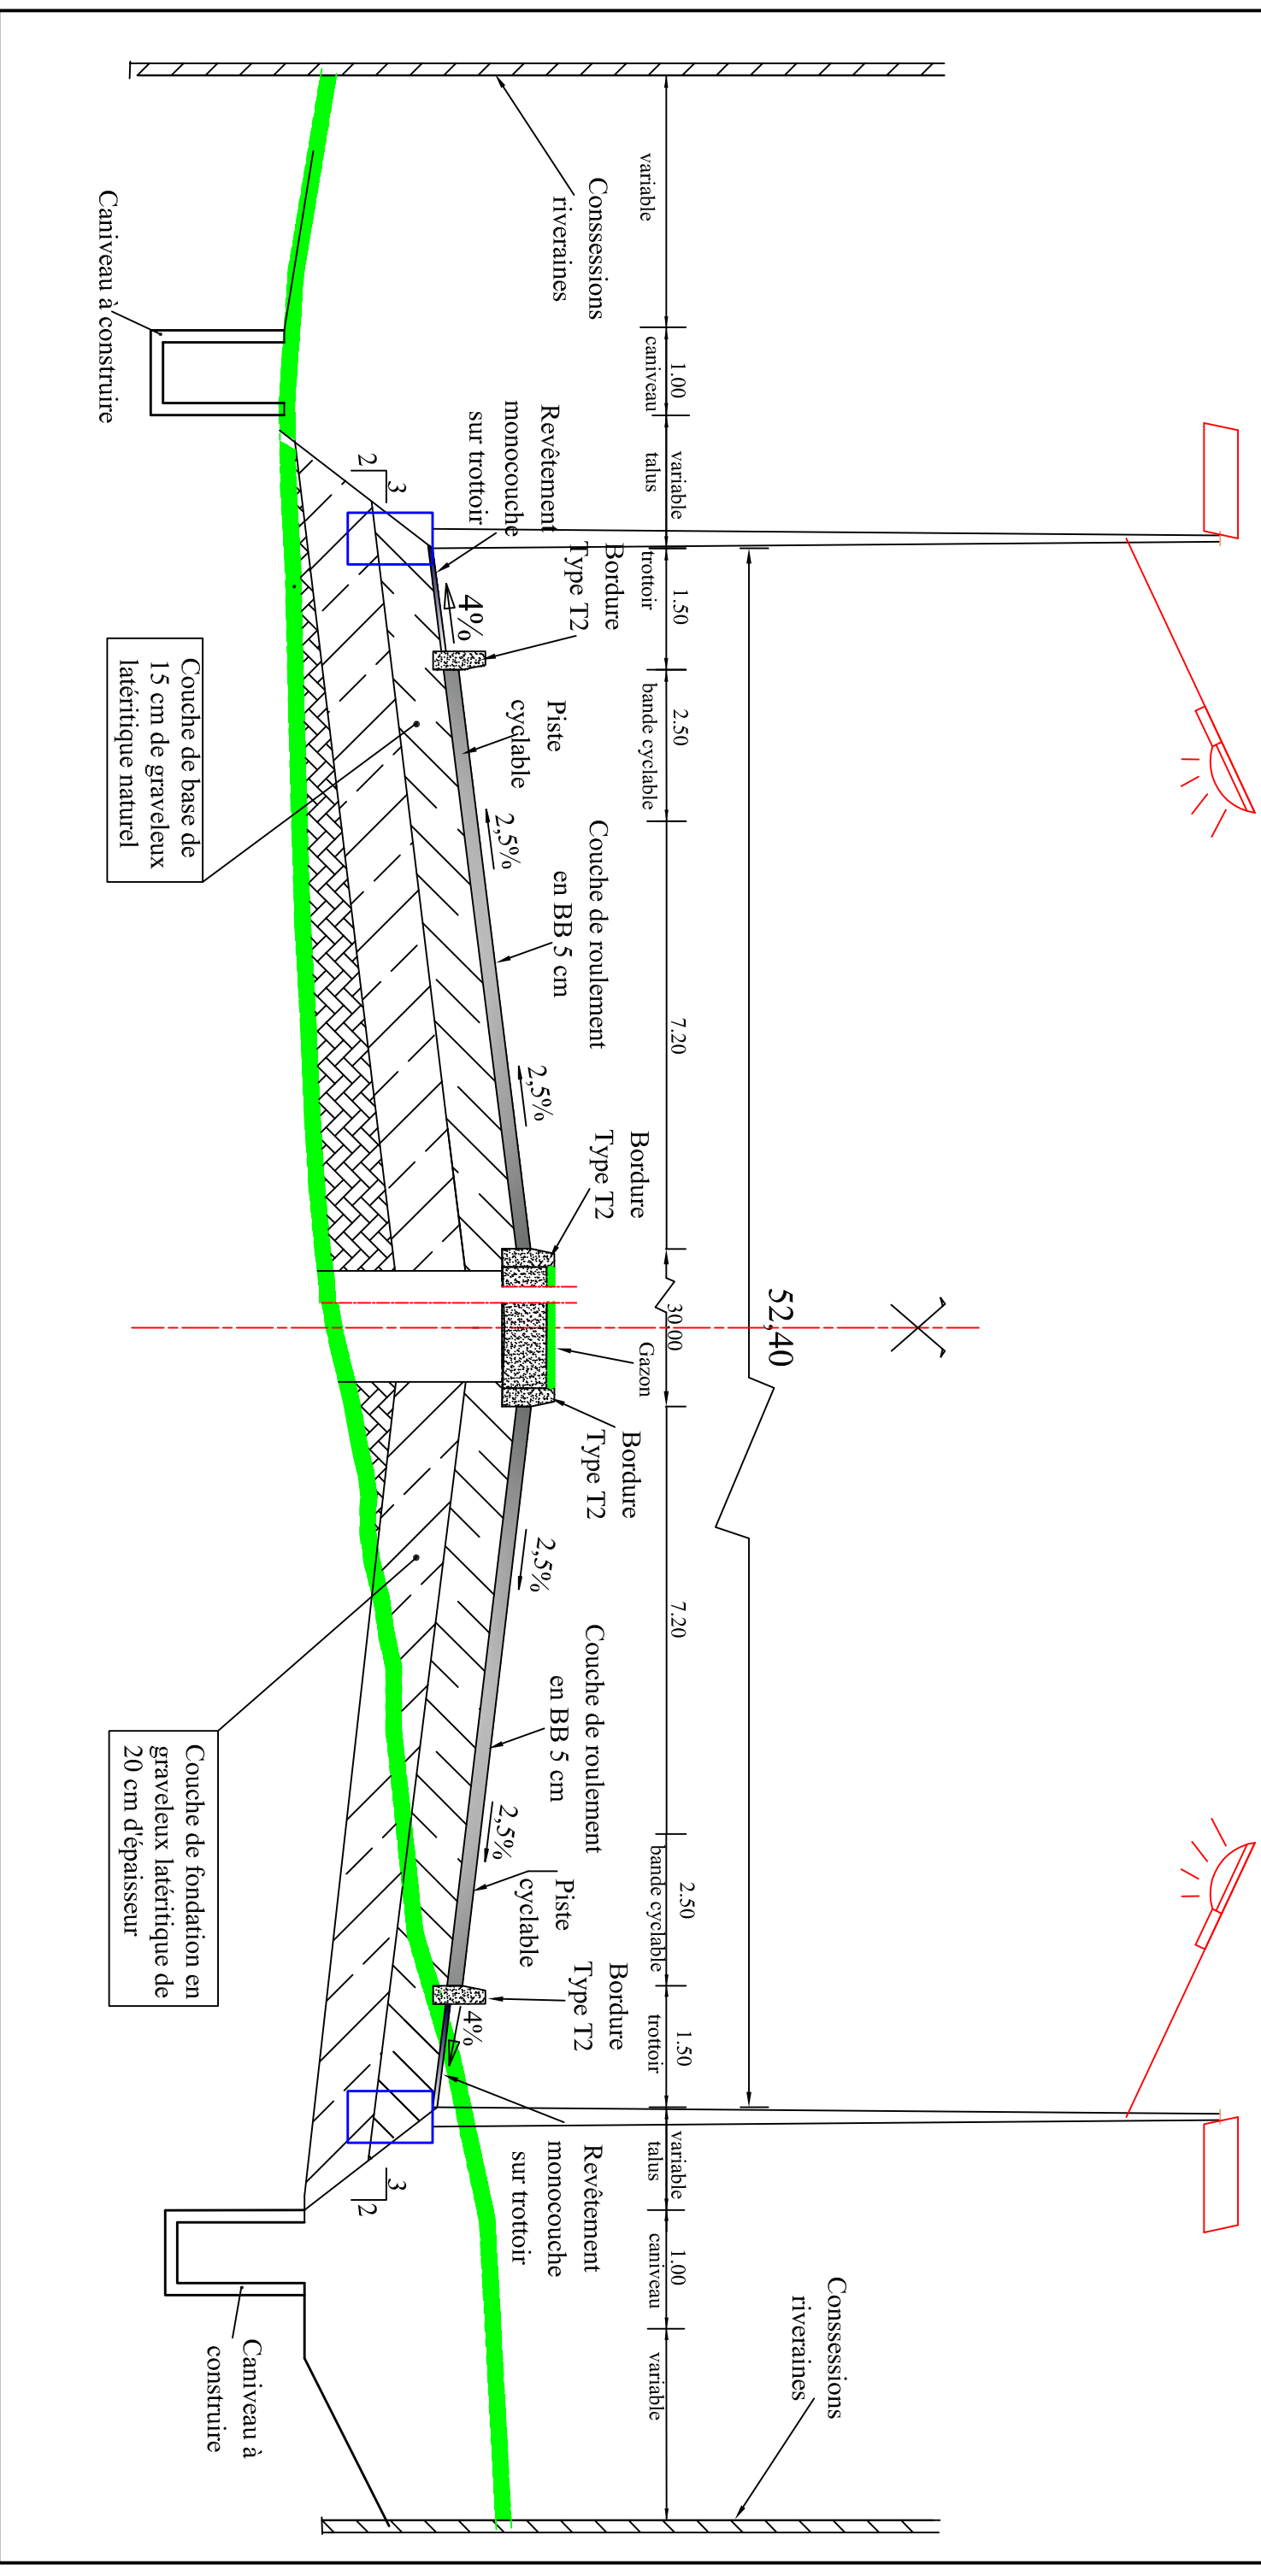 52,40
variable
1.00
caniveau
variable
talus
1.50
trottoir
2.50
bande cyclable
7.20
30.00
7.20
2.50
bande cyclable
1.50
trottoir
variable
talus
1.00
caniveau
variable
Conssessions
riveraines
Revêtement
monocouche
sur trottoir
Bordure
Type T2
Piste
cyclable
Couche de roulement
en BB 5 cm
Bordure
Type T2
Gazon
Bordure
Type T2
Couche de roulement
en BB 5 cm
Piste
cyclable
Bordure
Type T2
Revêtement
monocouche
sur trottoir
Conssessions
riveraines
3
2
4%
2,5%
2,5%
2,5%
2,5%
4%
3
2
Caniveau à construire
Couche de base de
15 cm de graveleux
latéritique naturel
Couche de fondation en
graveleux latéritique de
20 cm d'épaisseur
Caniveau à
construire